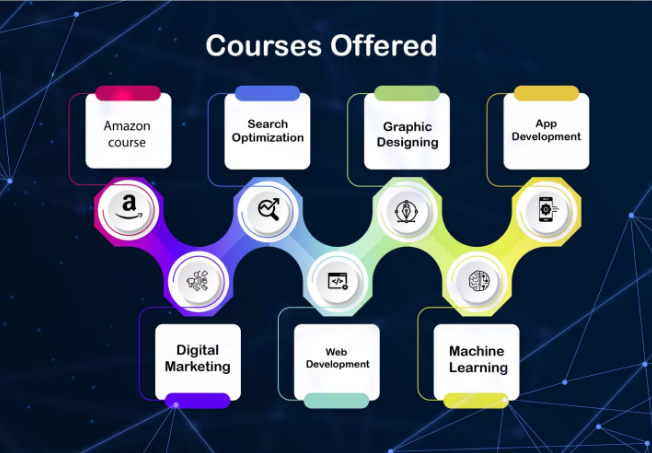 Courses Offered
Amazon
course
Search
Optimization
Graphic
Designing
App
Development
a
</>
Digital
Marketing
Web
Development
Machine
Learning